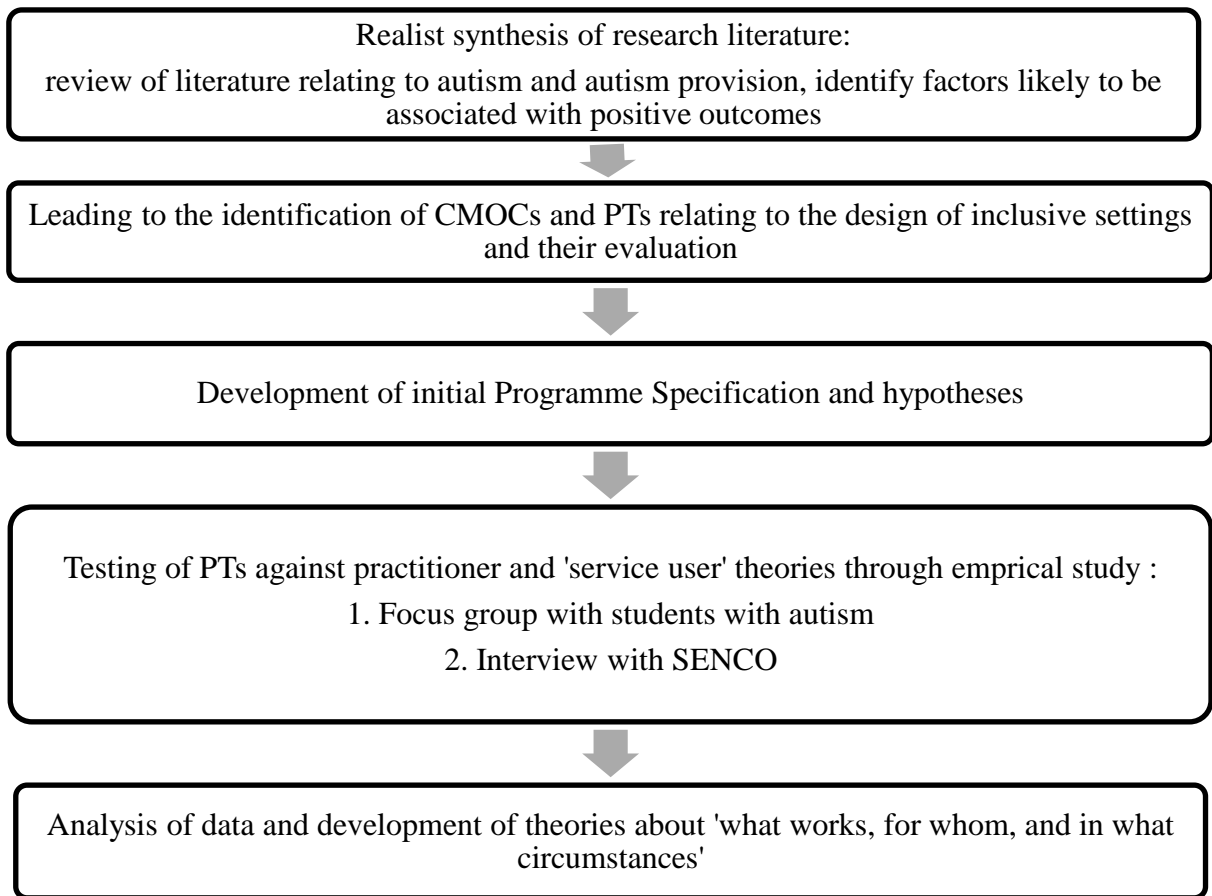 Realist synthesis of research literature:
review of literature relating to autism and autism provision, identify factors likely to be
associated with positive outcomes
Leading to the identification of CMOCs and PTs relating to the design of inclusive settings
and their evaluation
Development of initial Programme Specification and hypotheses
Testing of PTs against practitioner and 'service user' theories through emprical study :
1. Focus group with students with autism
2. Interview with SENCO
Analysis of data and development of theories about 'what works, for whom, and in what
circumstances'